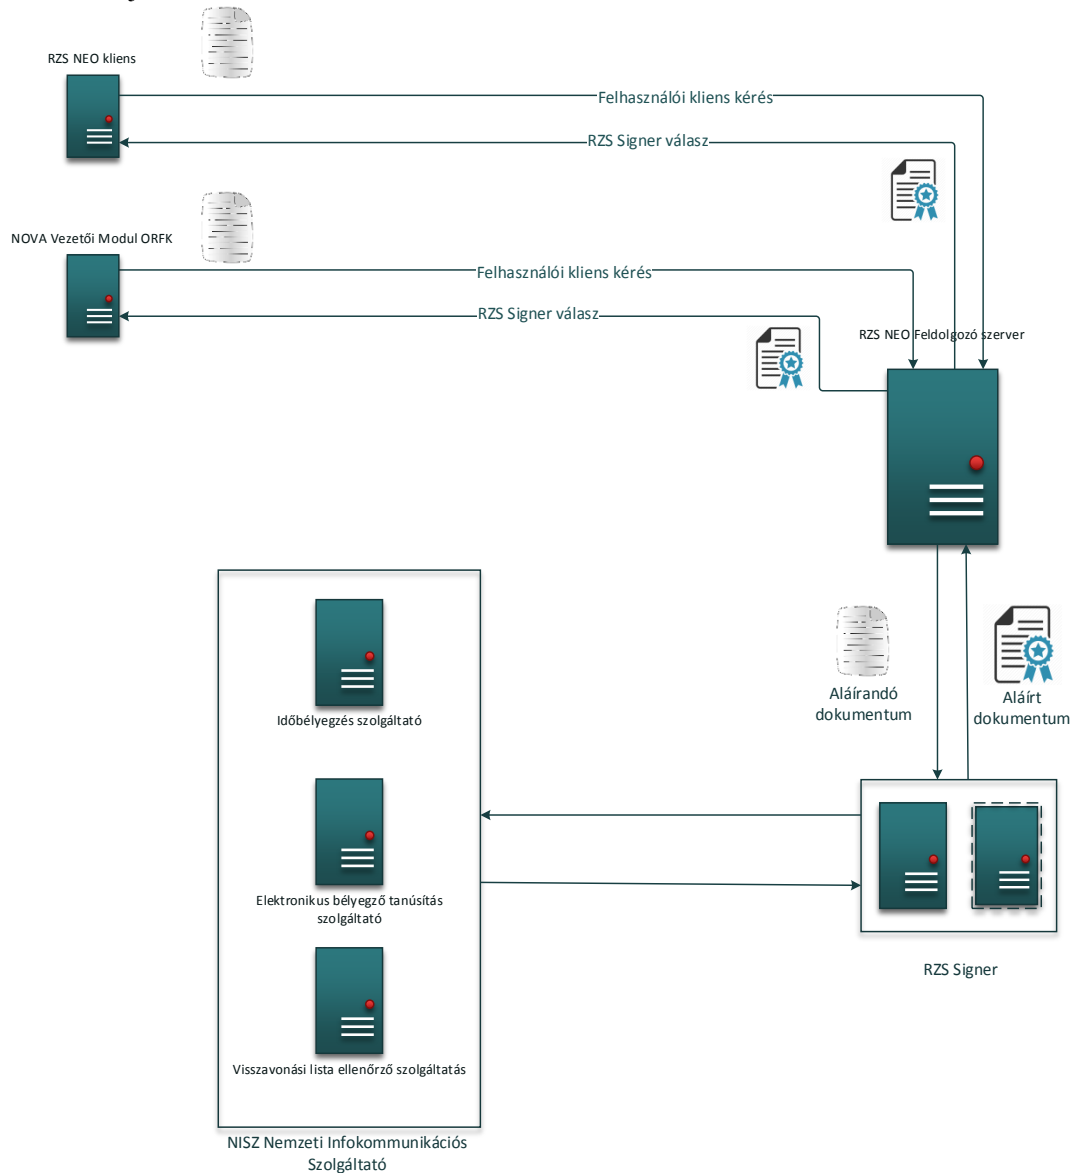 RZS NEO kliens
Felhasználói kliens kérés
RZS Signer válasz
NOVA Vezetői Modul ORFK
Felhasználói kliens kérés
RZS Signer válasz
RZS NEO Feldolgozó szerver
Aláírandó
dokumentum
Aláírt
dokumentum
Időbélyegzés szolgáltató
Elektronikus bélyegző tanúsítás
szolgáltató
Visszavonási lista ellenőrző szolgáltatás
RZS Signer
NISZ Nemzeti Infokommunikációs
Szolgáltató